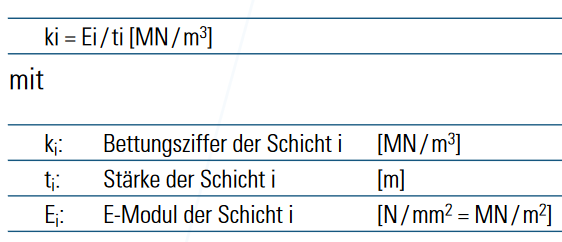 ki = Ei / ti [MN / m³]
mit
kᵢ: Bettungsziffer der Schicht i [MN / m³]
tᵢ: Stärke der Schicht i [m]
Eᵢ: E-Modul der Schicht i [N / mm² = MN / m²]